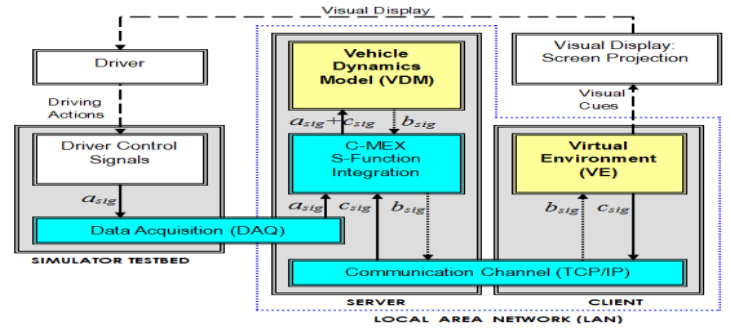 Visual Display
Driver
Vehicle
Dynamics
Model (VDM)
Visual Display:
Screen Projection
Driving
Actions
Visual
Cues
a_sig+c_sig
b_sig
Driver Control
Signals
C-MEX
S-Function
Integration
Virtual
Environment
(VE)
a_sig
a_sig
c_sig
b_sig
b_sig
c_sig
Data Acquisition (DAQ)
SIMULATOR TESTBED
Communication Channel (TCP/IP)
SERVER
CLIENT
LOCAL AREA NETWORK (LAN)